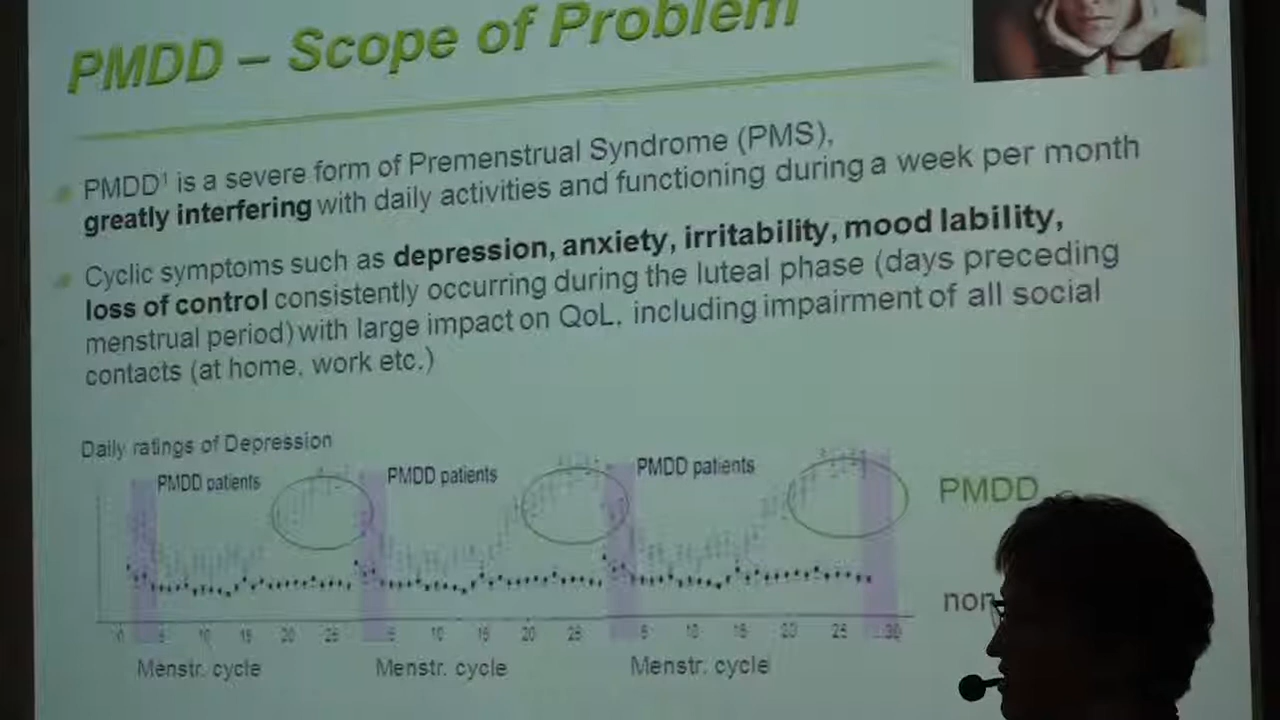 PMDD – Scope of Problem
PMDD¹ is a severe form of Premenstrual Syndrome (PMS),
greatly interfering with daily activities and functioning during a week per month
Cyclic symptoms such as depression, anxiety, irritability, mood lability,
loss of control consistently occurring during the luteal phase (days preceding
menstrual period) with large impact on QoL, including impairment of all social
contacts (at home, work etc.)
Daily ratings of Depression
PMDD patients PMDD patients PMDD patients
PMDD
non
0 5 10 15 20 25 5 10 15 20 25 5 10 15 20 25 30
Menstr. cycle Menstr. cycle Menstr. cycle